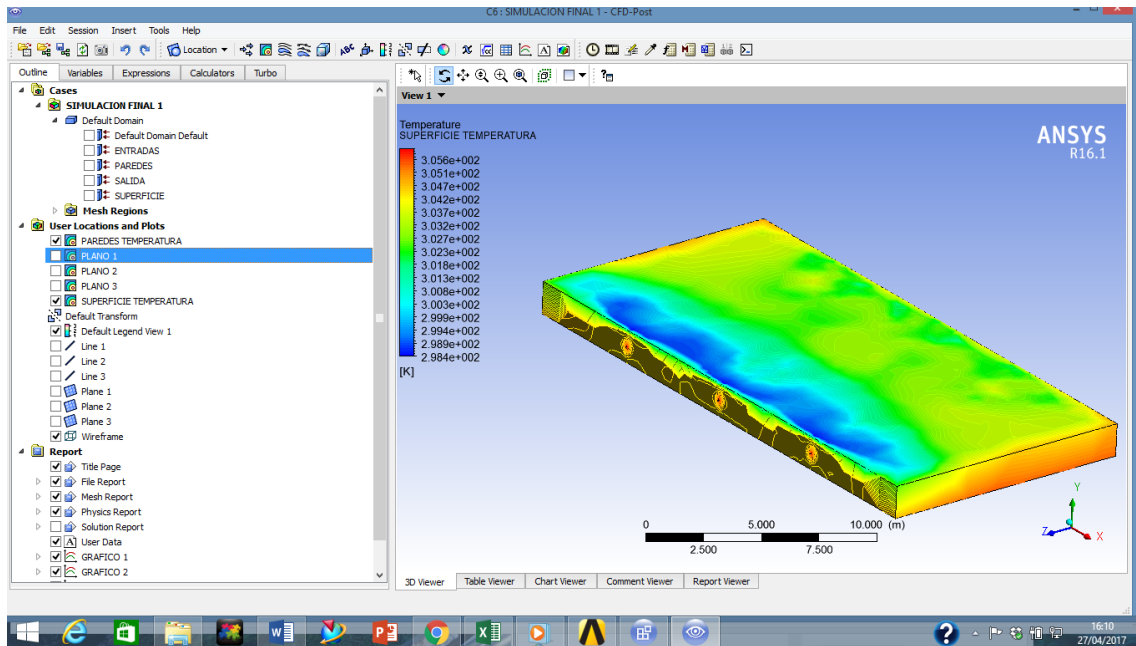 C6 : SIMULACION FINAL 1 - CFD-Post
File Edit Session Insert Tools Help
Location
Outline Variables Expressions Calculators Turbo
Cases
SIMULACION FINAL 1
Default Domain
Default Domain Default
ENTRADAS
PAREDES
SALIDA
SUPERFICIE
Mesh Regions
User Locations and Plots
PAREDES TEMPERATURA
PLANO 1
PLANO 2
PLANO 3
SUPERFICIE TEMPERATURA
Default Transform
Default Legend View 1
Line 1
Line 2
Line 3
Plane 1
Plane 2
Plane 3
Wireframe
Report
Title Page
File Report
Mesh Report
Physics Report
Solution Report
User Data
GRAFICO 1
GRAFICO 2
View 1
Temperature
SUPERFICIE TEMPERATURA
3.056e+002
3.051e+002
3.047e+002
3.042e+002
3.037e+002
3.032e+002
3.027e+002
3.023e+002
3.018e+002
3.013e+002
3.008e+002
3.003e+002
2.999e+002
2.994e+002
2.989e+002
2.984e+002
[K]
ANSYS
R16.1
0 5.000 10.000 (m)
2.500 7.500
Y
Z X
3D Viewer Table Viewer Chart Viewer Comment Viewer Report Viewer
16:10
27/04/2017